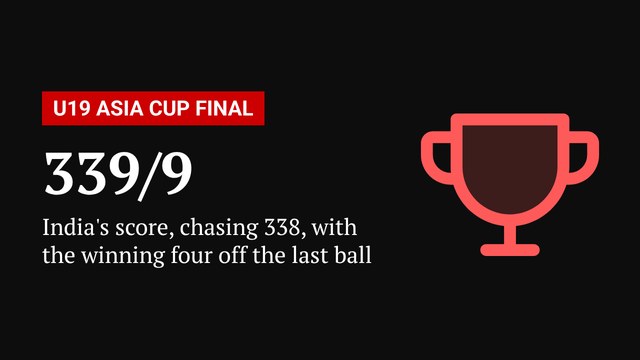 U19 ASIA CUP FINAL
339/9
India's score, chasing 338, with
the winning four off the last ball